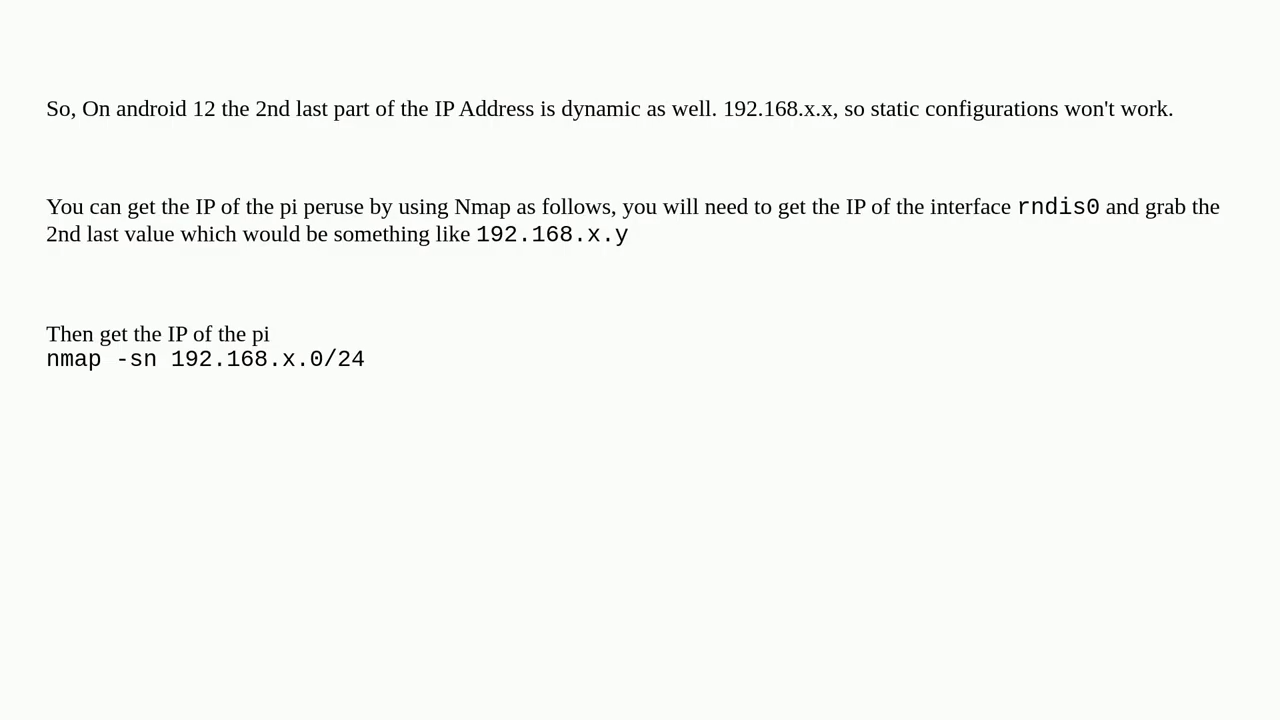 So, On android 12 the 2nd last part of the IP Address is dynamic as well. 192.168.x.x, so static configurations won't work.
You can get the IP of the pi peruse by using Nmap as follows, you will need to get the IP of the interface rndis0 and grab the
2nd last value which would be something like 192.168.x.y
Then get the IP of the pi
nmap -sn 192.168.x.0/24